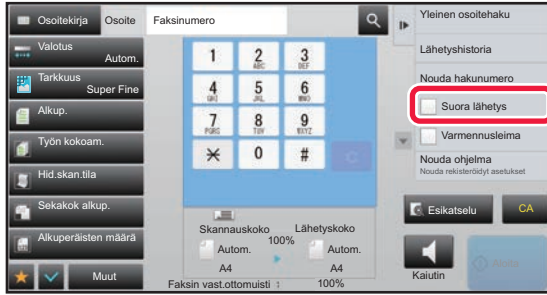 Osoitekirja Osoite Faksinumero
Valotus
Autom.
Tarkkuus
Super Fine
Alkup.
Työn kokoam.
Hid.skan.tila
Sekakok alkup.
Alkuperäisten määrä
Muut
1 2 3
ABC DEF
4 5 6
GHI JKL MNO
7 8 9
PQRS TUV WXYZ
0 #
C
Skannauskoko Lähetyskoko
100%
Autom. Autom.
A4 A4
Faksin vast.ottomuisti : 100%
Yleinen osoitehaku
Lähetyshistoria
Nouda hakunumero
Suora lähetys
Varmennusleima
Nouda ohjelma
Nouda rekisteröidyt asetukset
Esikatselu CA
Kaiutin